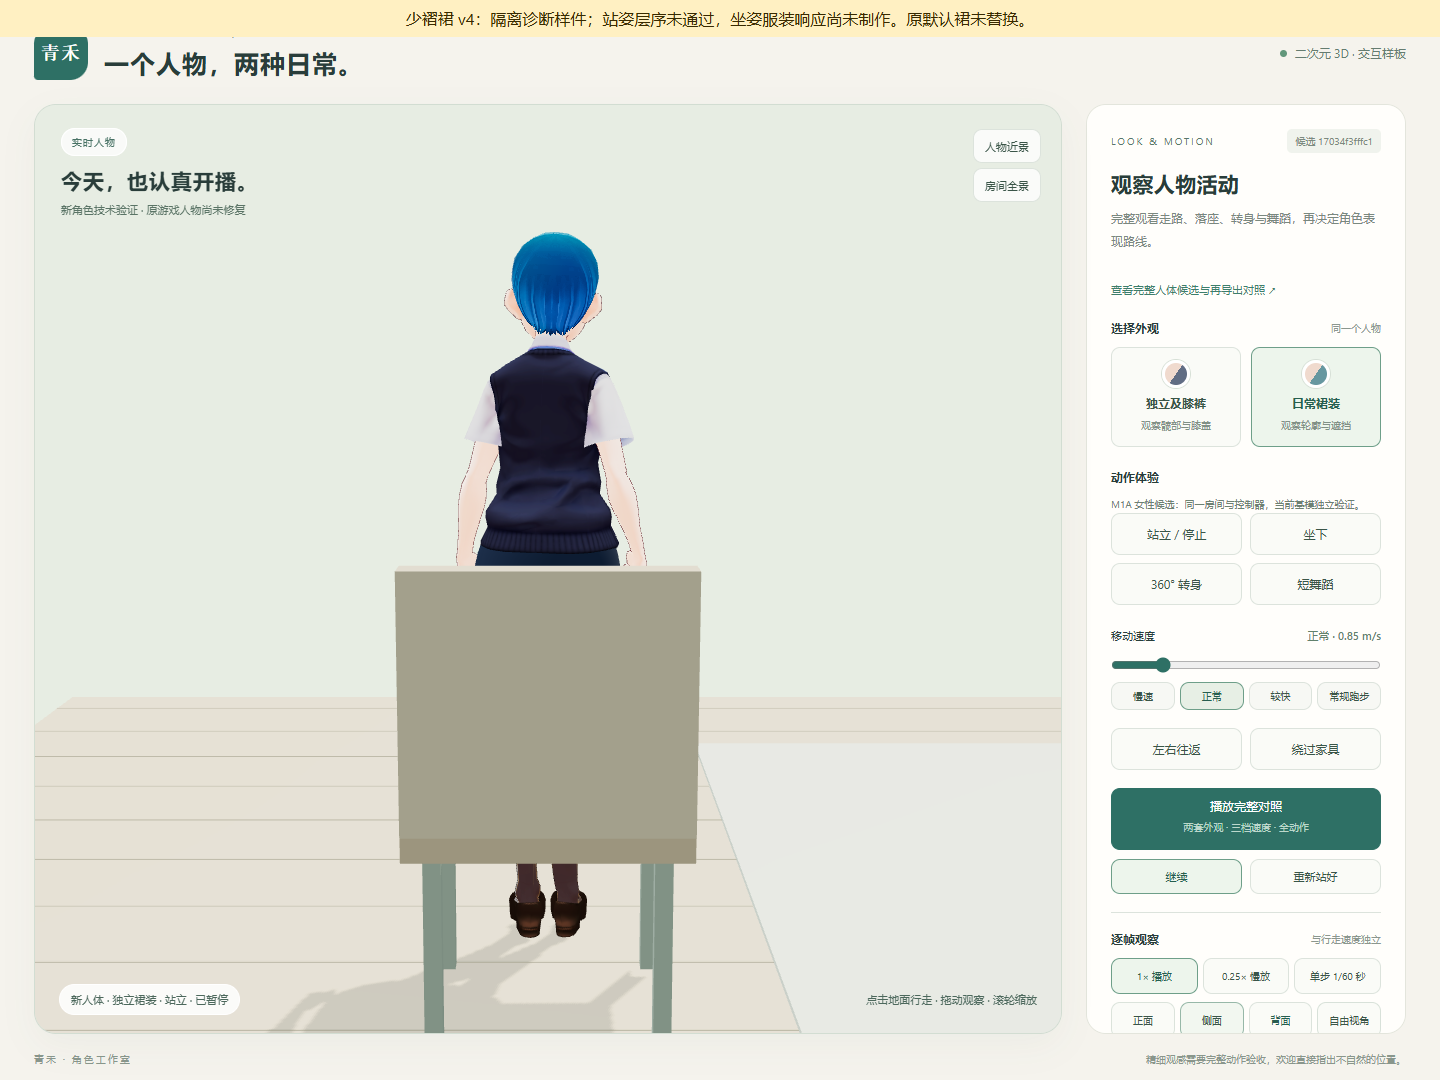 少褶裙 v4：隔离诊断样件；站姿层序未通过，坐姿服装响应尚未制作。原默认裙未替换。
青禾
一个人物，两种日常。
二次元 3D · 交互样板
实时人物
今天，也认真开播。
新角色技术验证 · 原游戏人物尚未修复
人物近景
房间全景
新人体 · 独立裙装 · 站立 · 已暂停
点击地面行走 · 拖动观察 · 滚轮缩放
LOOK & MOTION
候选 17034f3fffc1
观察人物活动
完整观看走路、落座、转身与舞蹈，再决定角色表
现路线。
查看完整人体候选与再导出对照 ↗
选择外观
同一个人物
独立及膝裤
观察髋部与膝盖
日常裙装
观察轮廓与遮挡
动作体验
M1A 女性候选：同一房间与控制器，当前基模独立验证。
站立 / 停止
坐下
360° 转身
短舞蹈
移动速度
正常 · 0.85 m/s
慢速
正常
较快
常规跑步
左右往返
绕过家具
播放完整对照
两套外观 · 三档速度 · 全动作
继续
重新站好
逐帧观察
与行走速度独立
1× 播放
0.25× 慢放
单步 1/60 秒
正面
侧面
背面
自由视角
青禾 · 角色工作室
精细观感需要完整动作验收，欢迎直接指出不自然的位置。